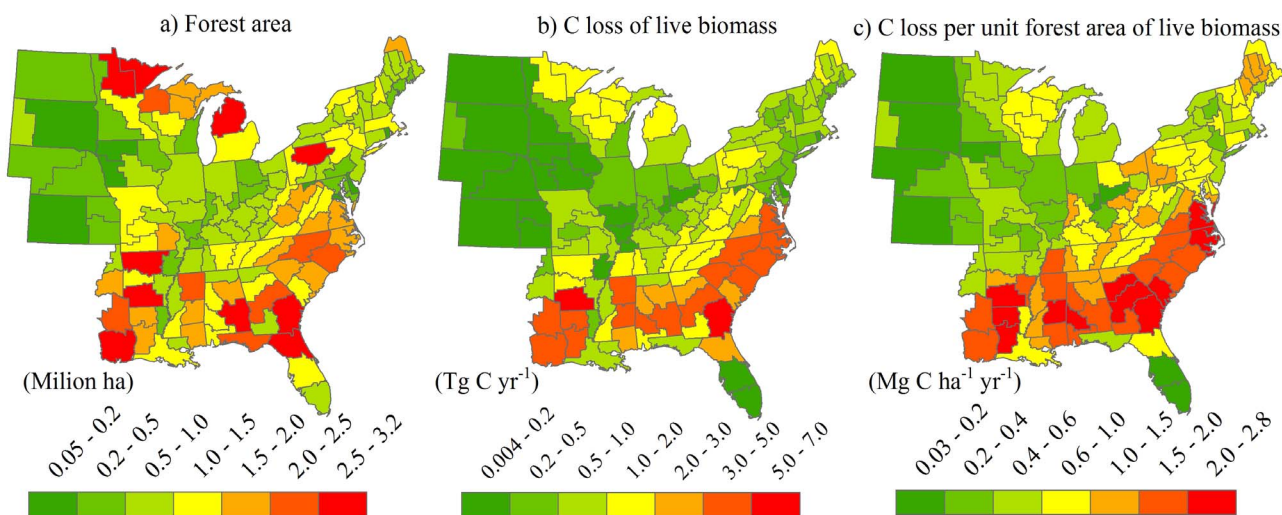 a) Forest area
b) C loss of live biomass
c) C loss per unit forest area of live biomass
(Milion ha)
(Tg C yr⁻¹)
(Mg C ha⁻¹ yr⁻¹)
0.05 - 0.2
0.2 - 0.5
0.5 - 1.0
1.0 - 1.5
1.5 - 2.0
2.0 - 2.5
2.5 - 3.2
0.004 - 0.2
0.2 - 0.5
0.5 - 1.0
1.0 - 2.0
2.0 - 3.0
3.0 - 5.0
5.0 - 7.0
0.03 - 0.2
0.2 - 0.4
0.4 - 0.6
0.6 - 1.0
1.0 - 1.5
1.5 - 2.0
2.0 - 2.8